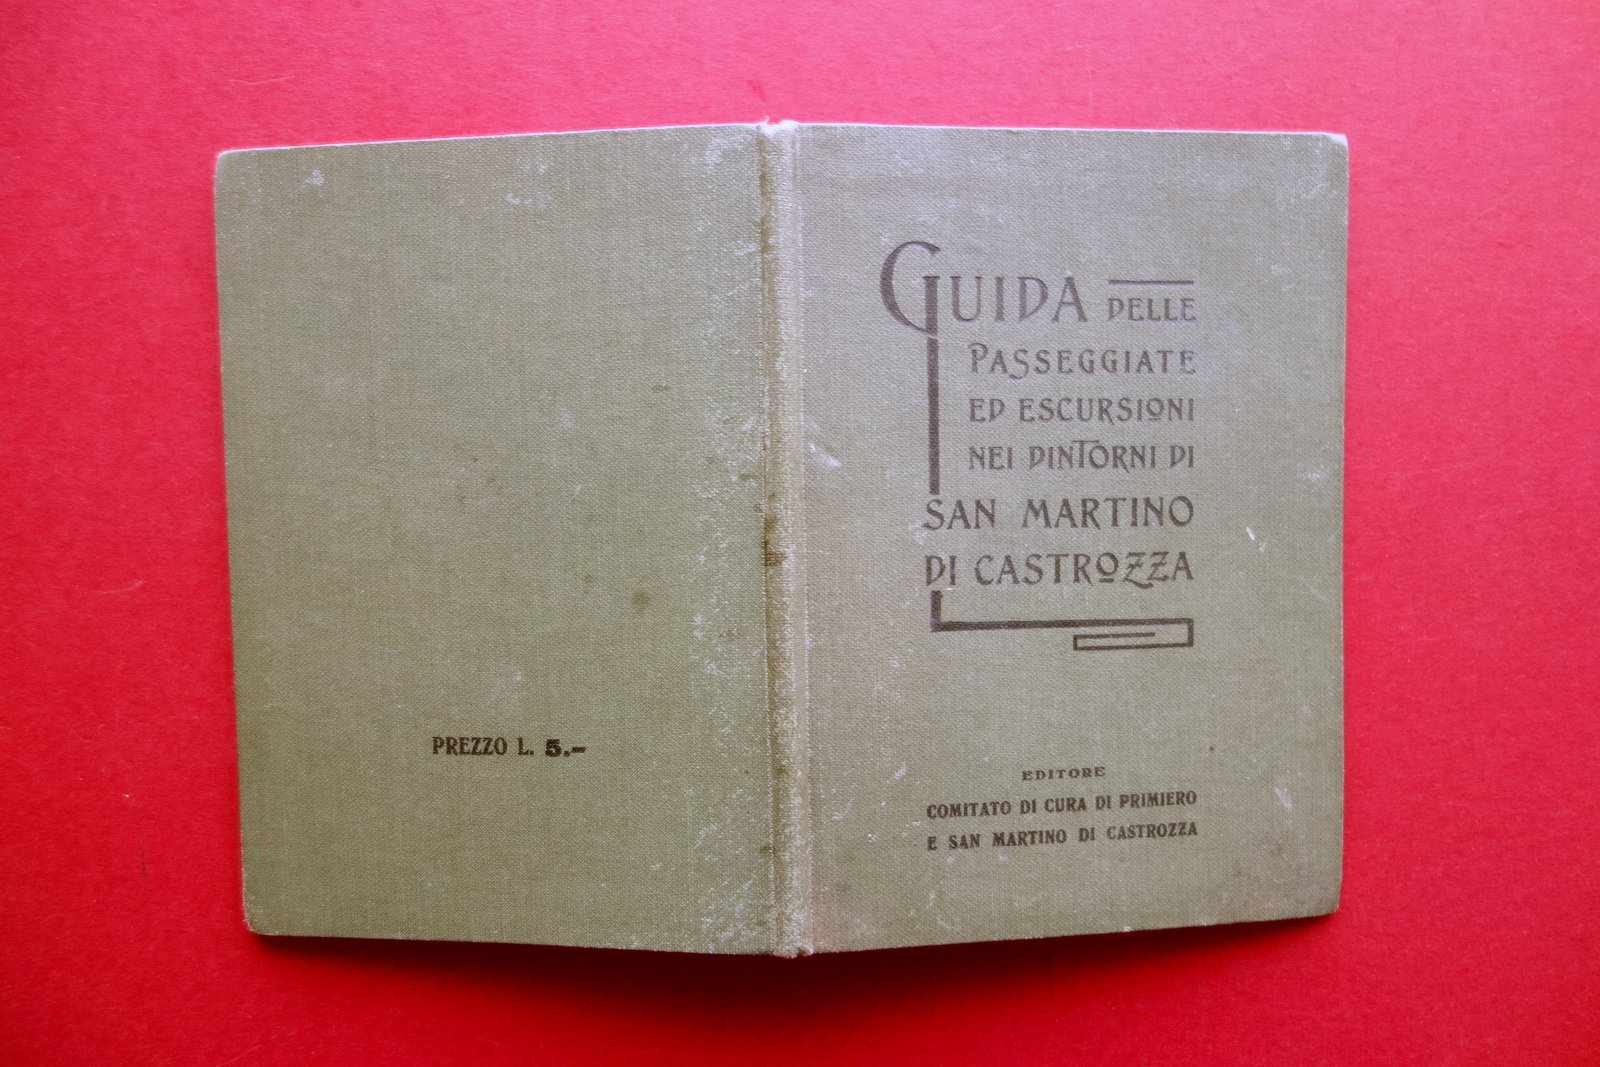 GUIDA DELLE
PASSEGGIATE
ED ESCURSIONI
NEI DINTORNI DI
SAN MARTINO
DI CASTROZZA
EDITORE
COMITATO DI CURA DI PRIMIERO
E SAN MARTINO DI CASTROZZA
PREZZO L. 5.-